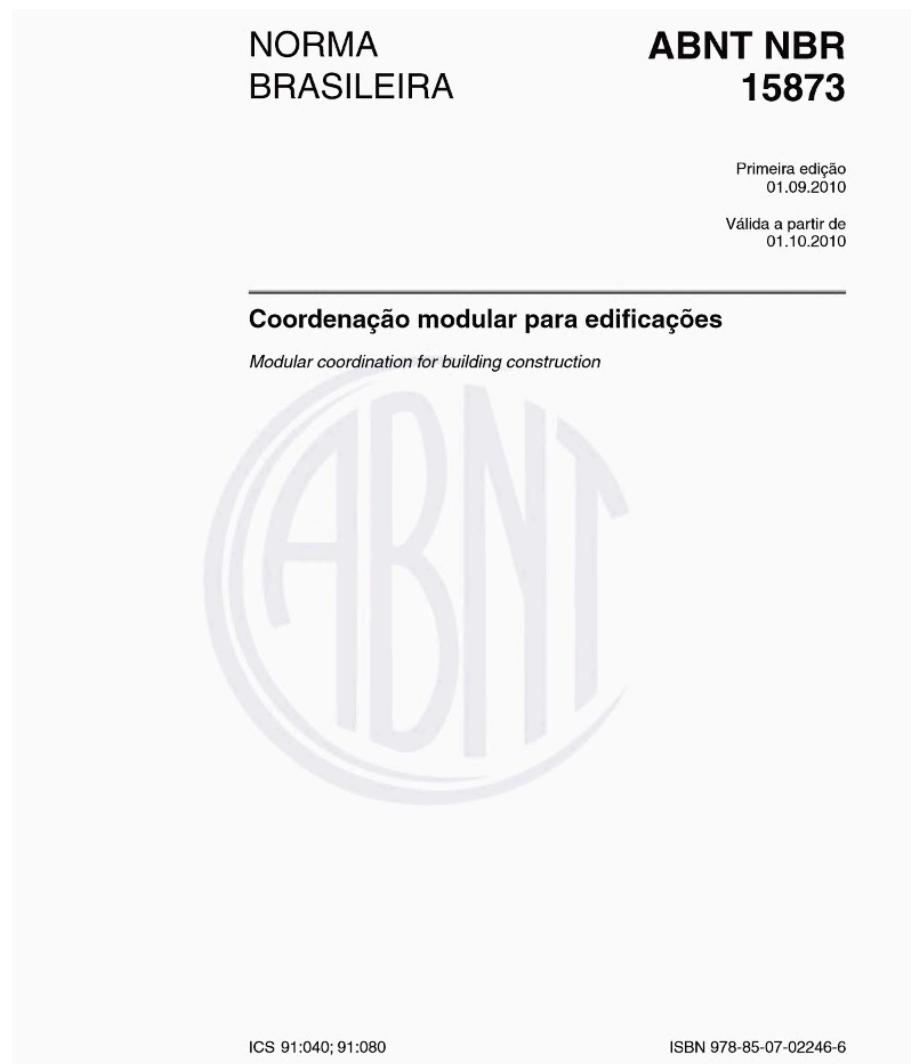 NORMA
BRASILEIRA
ABNT NBR
15873
Primeira edição
01.09.2010
Válida a partir de
01.10.2010
Coordenação modular para edificações
Modular coordination for building construction
ABNT
ICS 91:040; 91:080
ISBN 978-85-07-02246-6